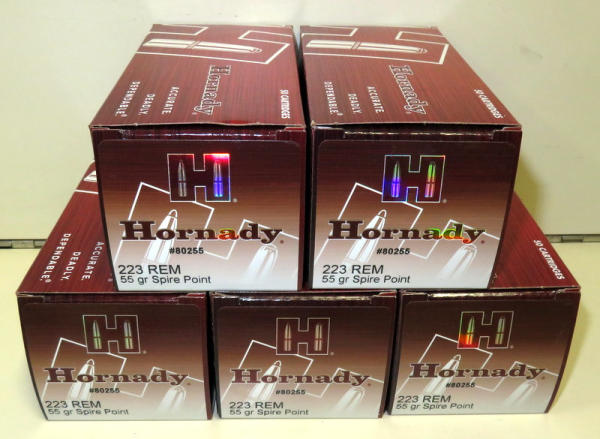 Hornady
ACCURATE
DEADLY
DEPENDABLE
50 CARTRIDGES
Hornady
ACCURATE
DEADLY
DEPENDABLE
50 CARTRIDGES
H
Hornady
#80255
223 REM
55 gr Spire Point
H
Hornady
#80255
223 REM
55 gr Spire Point
ACCURATE
DEADLY
DEPENDABLE
50 CARTRIDGES
H
Hornady
#80255
223 REM
55 gr Spire Point
H
Hornady
#80255
223 REM
55 gr Spire Point
H
Hornady
#80255
223 REM
55 gr Spire Point